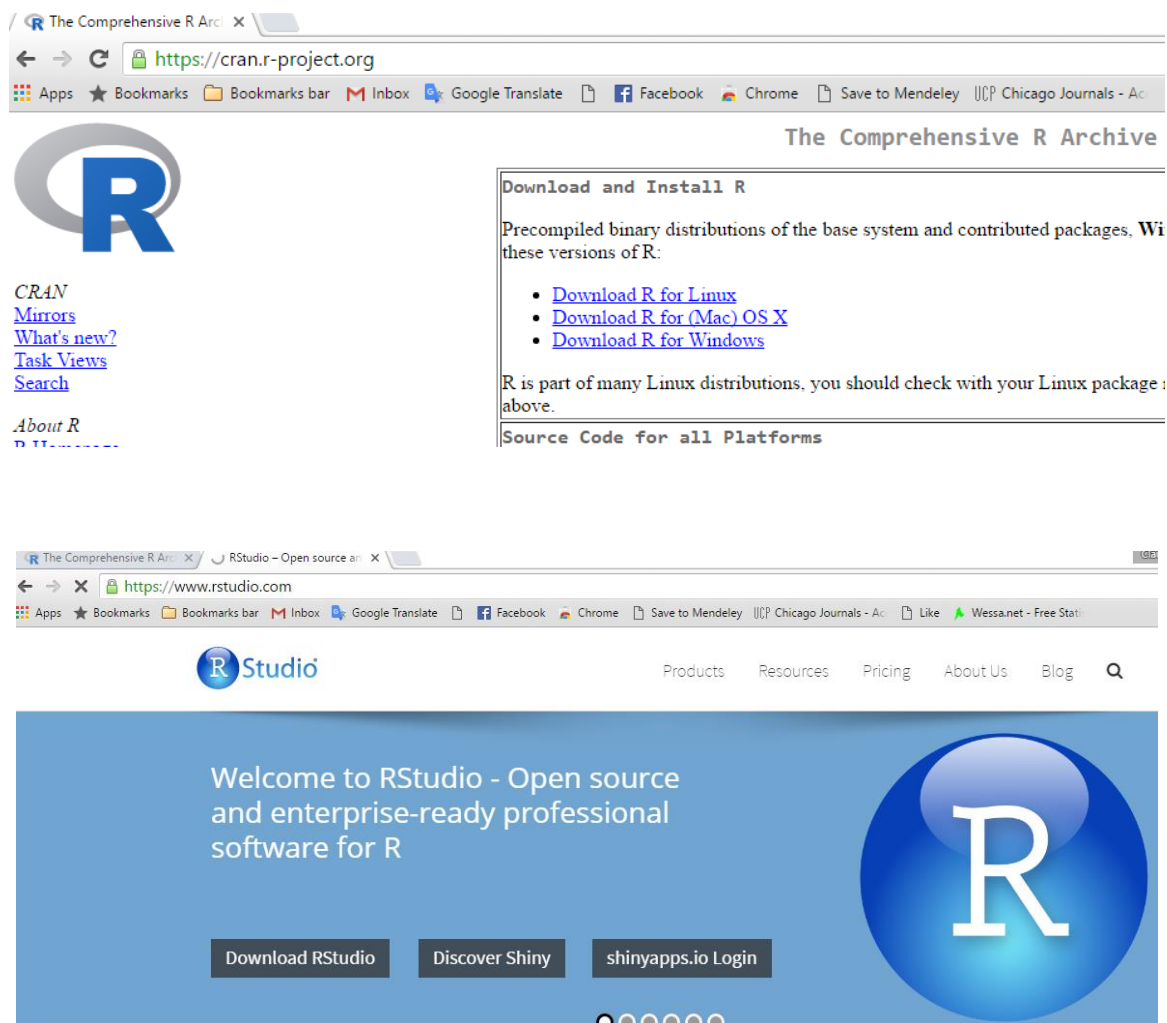 The Comprehensive R Arc
https://cran.r-project.org
Apps Bookmarks Bookmarks bar Inbox Google Translate Facebook Chrome Save to Mendeley UCP Chicago Journals - Ac
R
The Comprehensive R Archive
Download and Install R
Precompiled binary distributions of the base system and contributed packages,
these versions of R:
Download R for Linux
Download R for (Mac) OS X
Download R for Windows
R is part of many Linux distributions, you should check with your Linux package
above.
Source Code for all Platforms
CRAN
Mirrors
What's new?
Task Views
Search
About R
R Homepage
The Comprehensive R Arc RStudio – Open source an
https://www.rstudio.com
Apps Bookmarks Bookmarks bar Inbox Google Translate Facebook Chrome Save to Mendeley UCP Chicago Journals - Ac Like Wessa.net - Free Stati
R Studio
Products Resources Pricing About Us Blog
Welcome to RStudio - Open source
and enterprise-ready professional
software for R
R
Download RStudio Discover Shiny shinyapps.io Login